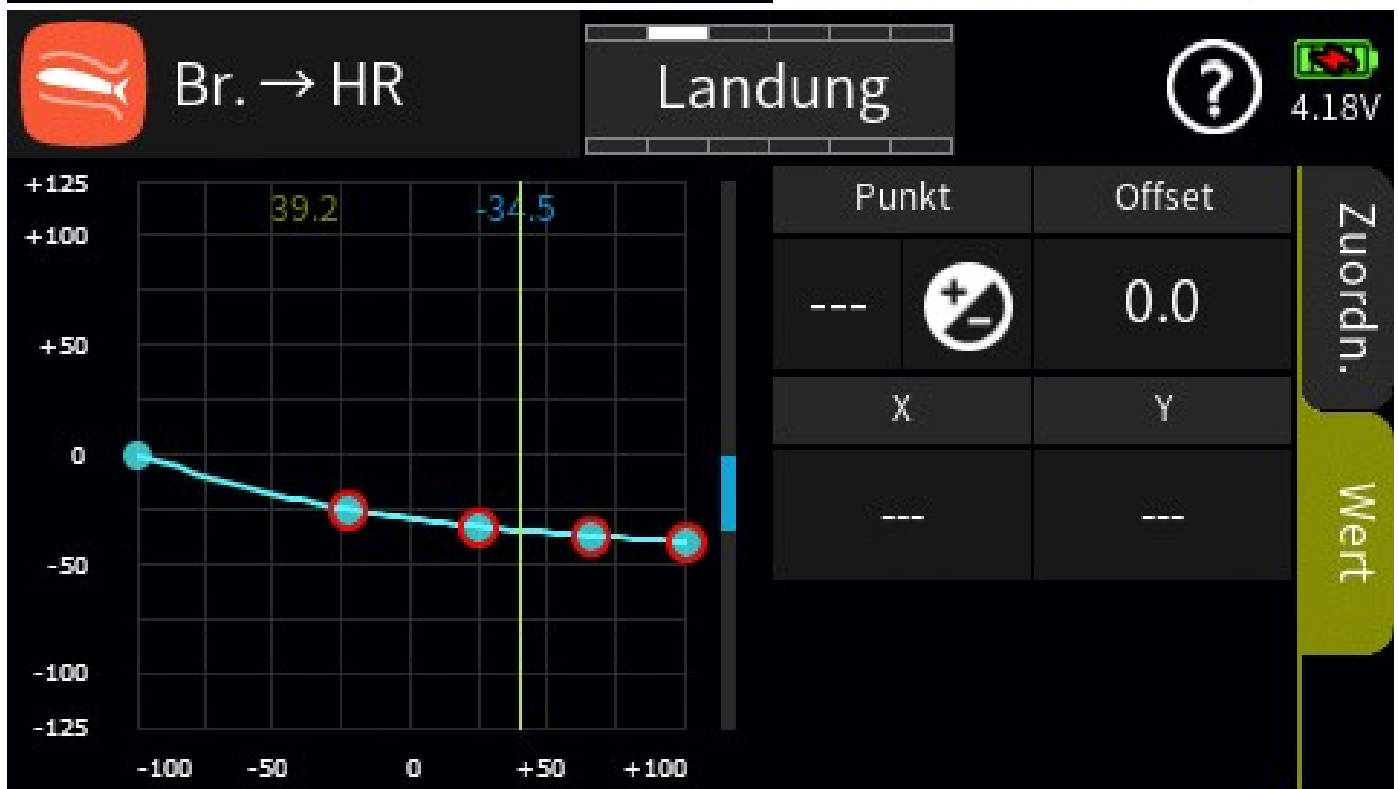 Br. → HR
Landung
?
4.18V
+125
+100
+50
0
-50
-100
-125
39.2
-34.5
-100 -50 0 +50 +100
Punkt Offset
--- +- 0.0
X Y
--- ---
Zuordn.
Wert